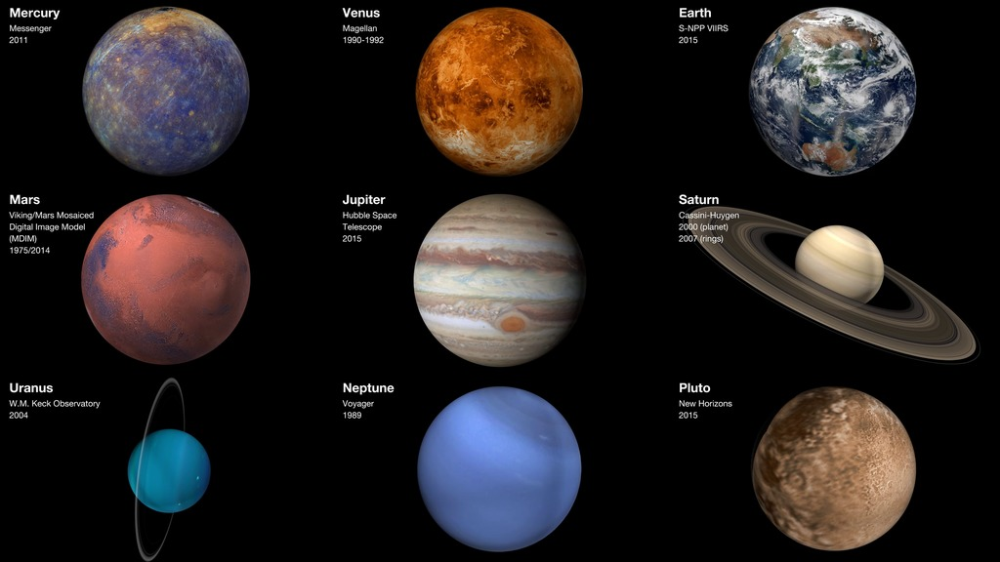 Mercury
Messenger
2011
Venus
Magellan
1990-1992
Earth
S-NPP VIIRS
2015
Mars
Viking/Mars Mosaiced
Digital Image Model
(MDIM)
1975/2014
Jupiter
Hubble Space
Telescope
2015
Saturn
Cassini-Huygen
2000 (planet)
2007 (rings)
Uranus
W.M. Keck Observatory
2004
Neptune
Voyager
1989
Pluto
New Horizons
2015